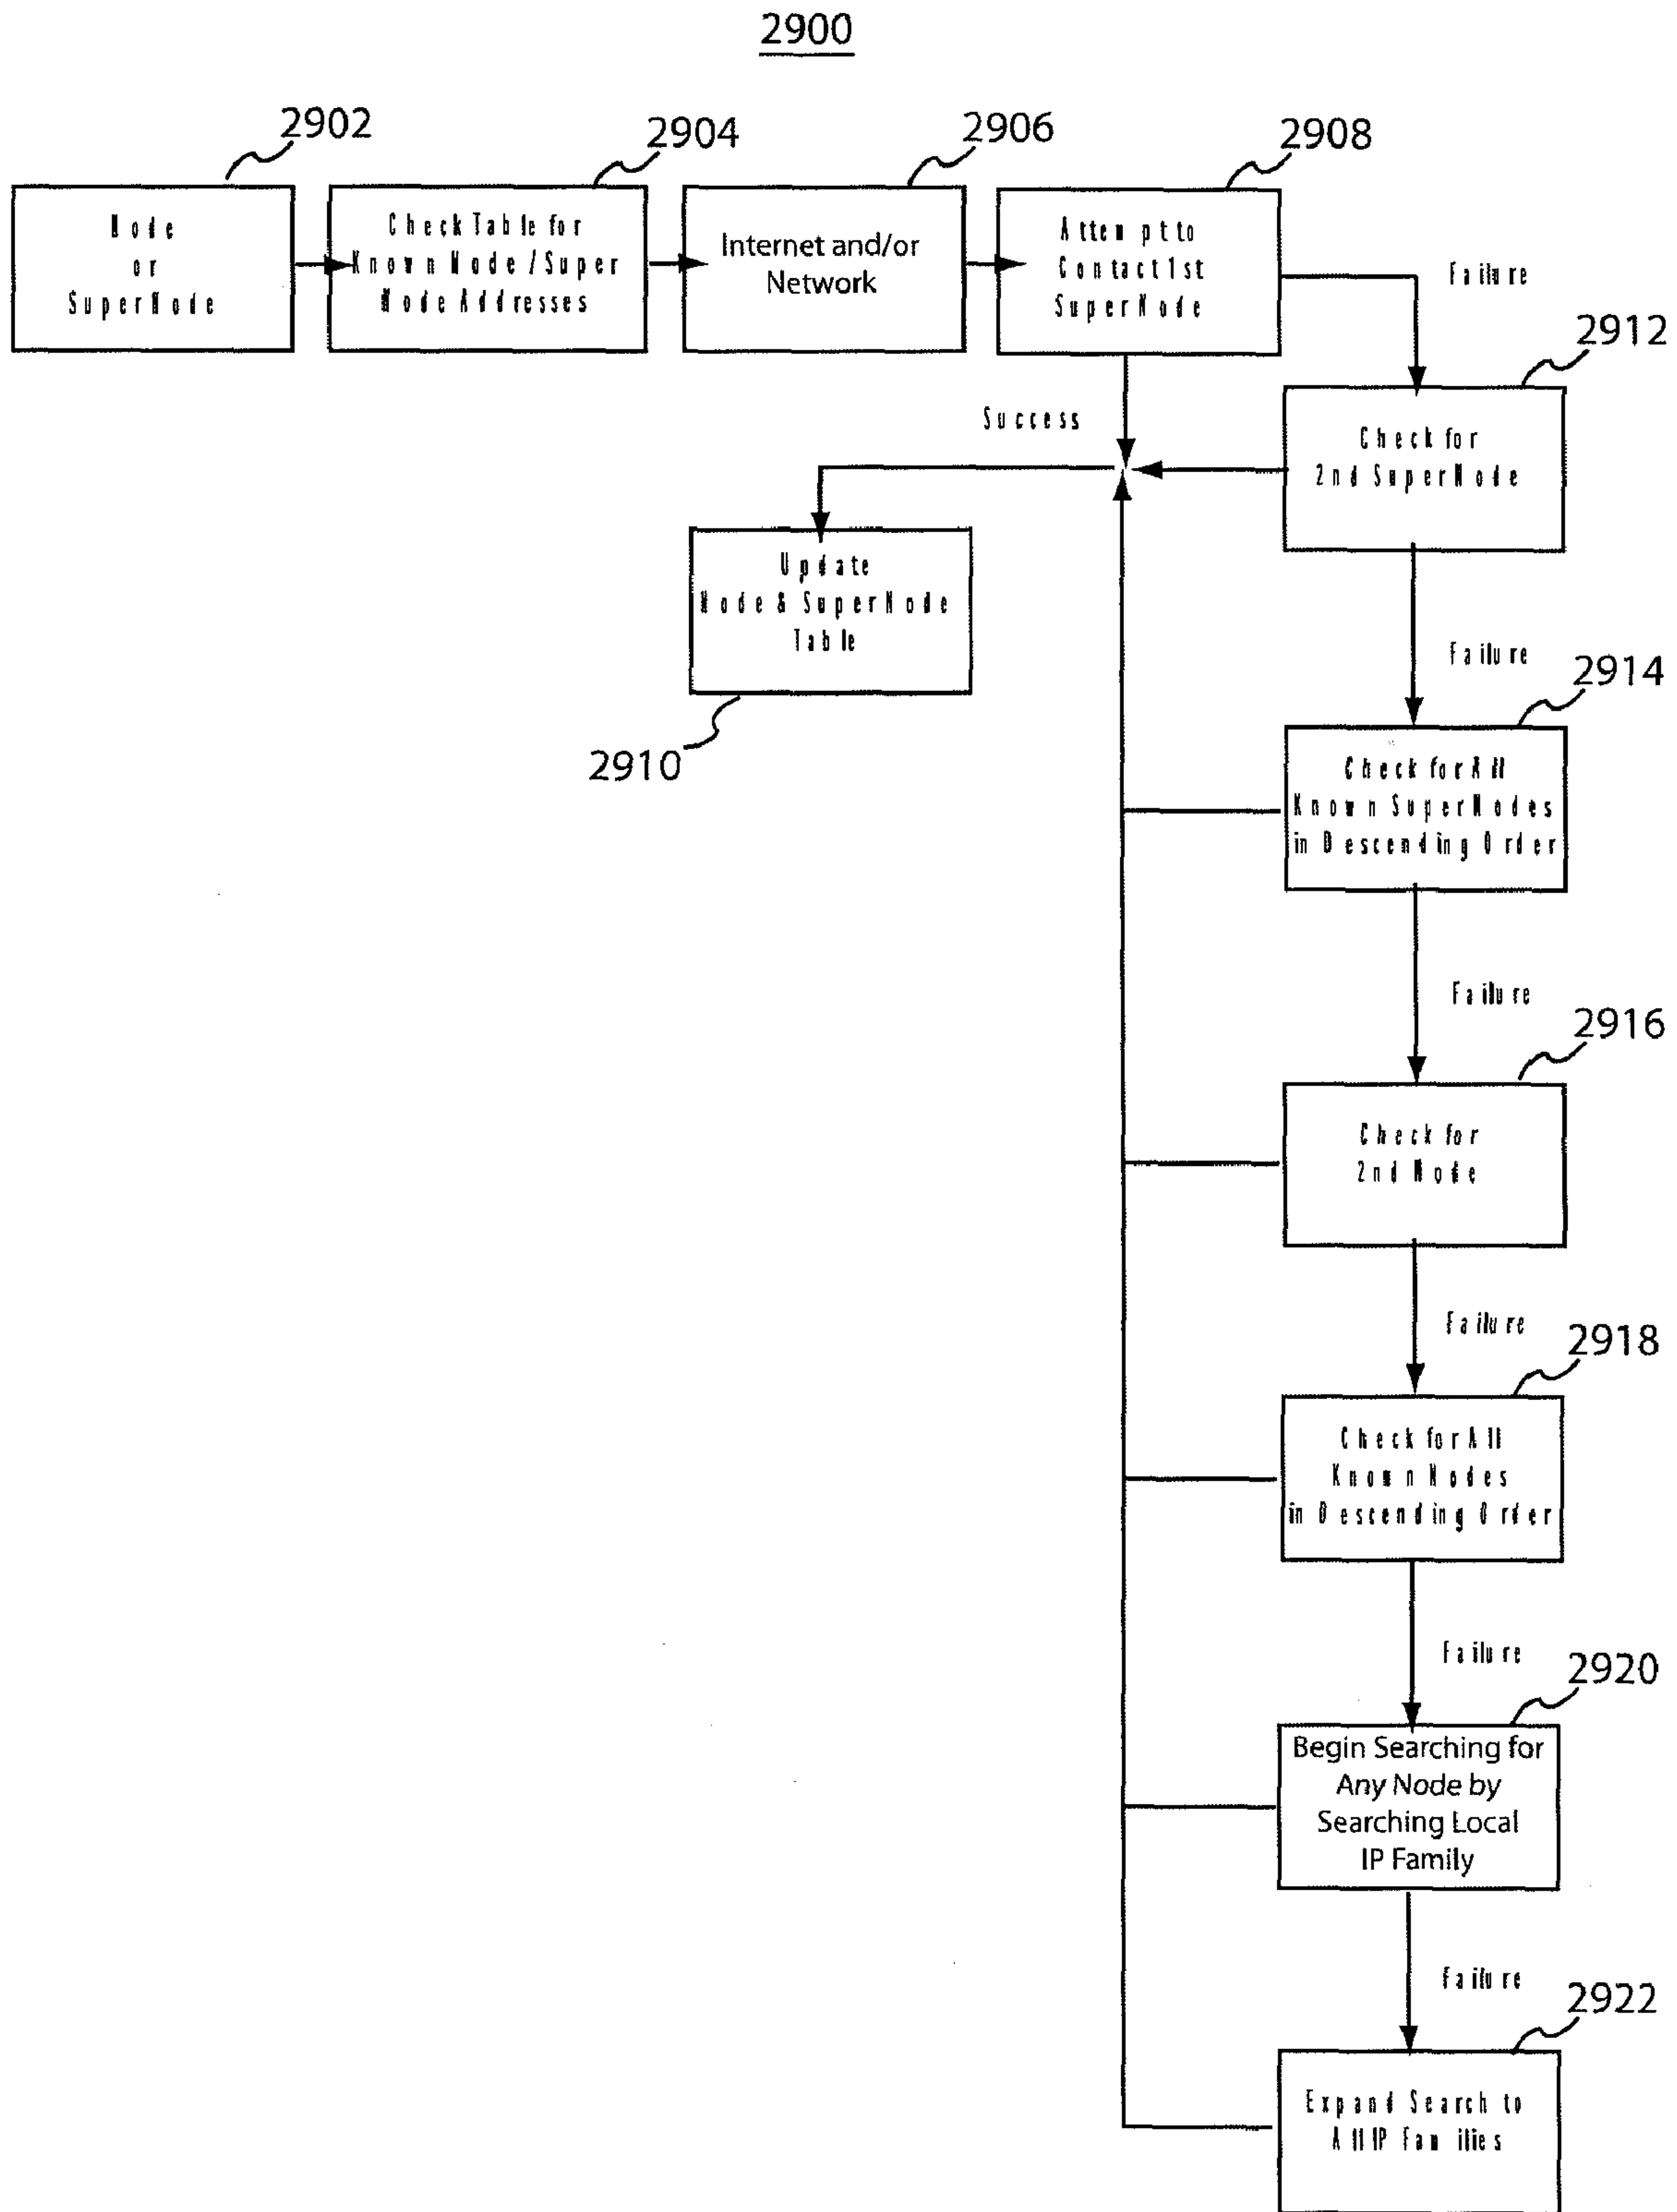 2900
2902
2904
2906
2908
Node
or
SuperNode
Check Table for
Known Node / Super
Node Addresses
Internet and/or
Network
Attempt to
Contact 1st
SuperNode
Failure
2912
Success
Check for
2nd SuperNode
Update
Node & SuperNode
Table
2910
Failure
2914
Check for All
Known SuperNodes
in Descending Order
Failure
2916
Check for
2nd Node
Failure
2918
Check for All
Known Nodes
in Descending Order
Failure
2920
Begin Searching for
Any Node by
Searching Local
IP Family
Failure
2922
Expand Search to
All IP Families